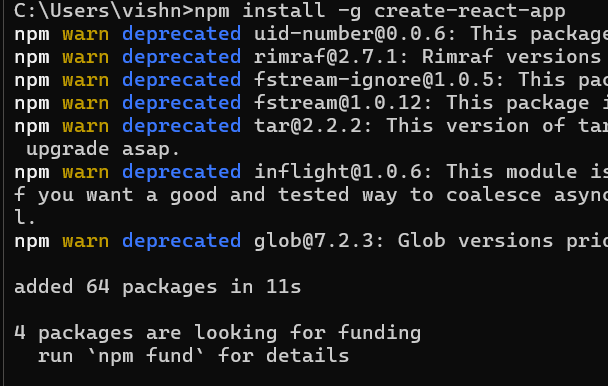 C:\Users\vishn>npm install -g create-react-app
npm warn deprecated uid-number@0.0.6: This package
npm warn deprecated rimraf@2.7.1: Rimraf versions
npm warn deprecated fstream-ignore@1.0.5: This pac
npm warn deprecated fstream@1.0.12: This package i
npm warn deprecated tar@2.2.2: This version of tar
upgrade asap.
npm warn deprecated inflight@1.0.6: This module is
f you want a good and tested way to coalesce async
l.
npm warn deprecated glob@7.2.3: Glob versions prio
added 64 packages in 11s
4 packages are looking for funding
run `npm fund` for details